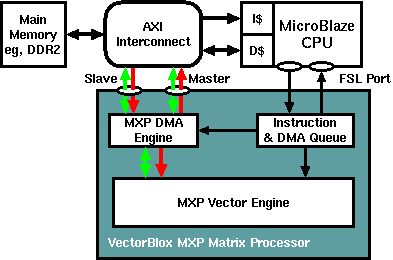 Main
Memory
eg, DDR2
AXI
Interconnect
I$
D$
MicroBlaze
CPU
Slave
Master
FSL Port
MXP DMA
Engine
Instruction
& DMA Queue
MXP Vector Engine
VectorBlox MXP Matrix Processor